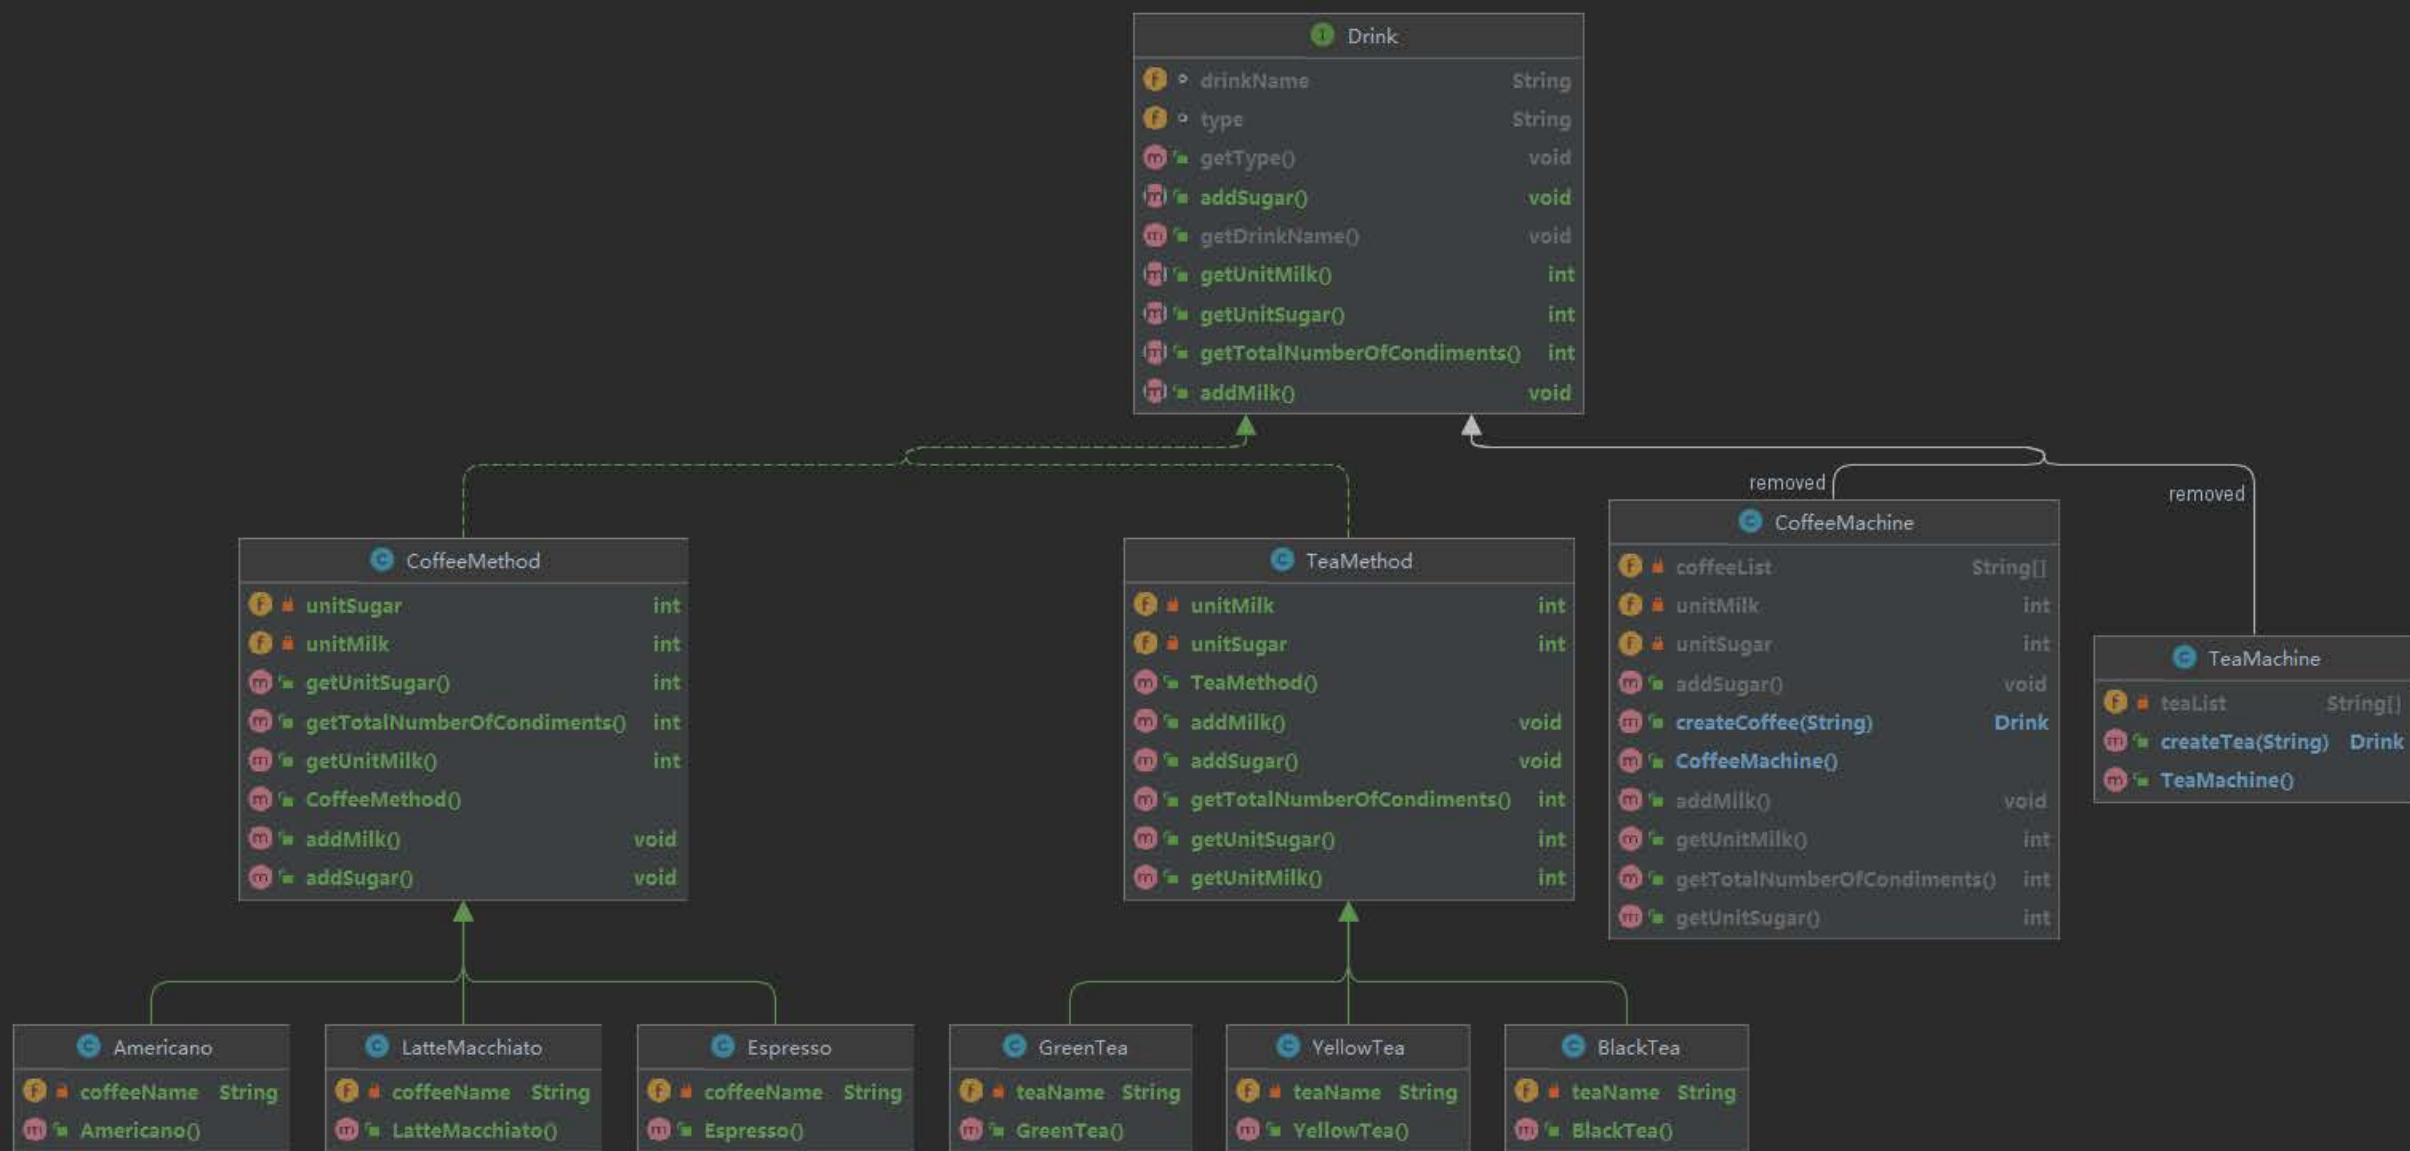 Drink
drinkName String
type String
getType() void
addSugar() void
getDrinkName() void
getUnitMilk() int
getUnitSugar() int
getTotalNumberOfCondiments() int
addMilk() void
removed
removed
CoffeeMethod
unitSugar int
unitMilk int
getUnitSugar() int
getTotalNumberOfCondiments() int
getUnitMilk() int
CoffeeMethod()
addMilk() void
addSugar() void
TeaMethod
unitMilk int
unitSugar int
TeaMethod()
addMilk() void
addSugar() void
getTotalNumberOfCondiments() int
getUnitSugar() int
getUnitMilk() int
CoffeeMachine
coffeeList String[]
unitMilk int
unitSugar int
addSugar() void
createCoffee(String) Drink
CoffeeMachine()
addMilk() void
getUnitMilk() int
getTotalNumberOfCondiments() int
getUnitSugar() int
TeaMachine
teaList String[]
createTea(String) Drink
TeaMachine()
Americano
coffeeName String
Americano()
LatteMacchiato
coffeeName String
LatteMacchiato()
Espresso
coffeeName String
Espresso()
GreenTea
teaName String
GreenTea()
YellowTea
teaName String
YellowTea()
BlackTea
teaName String
BlackTea()